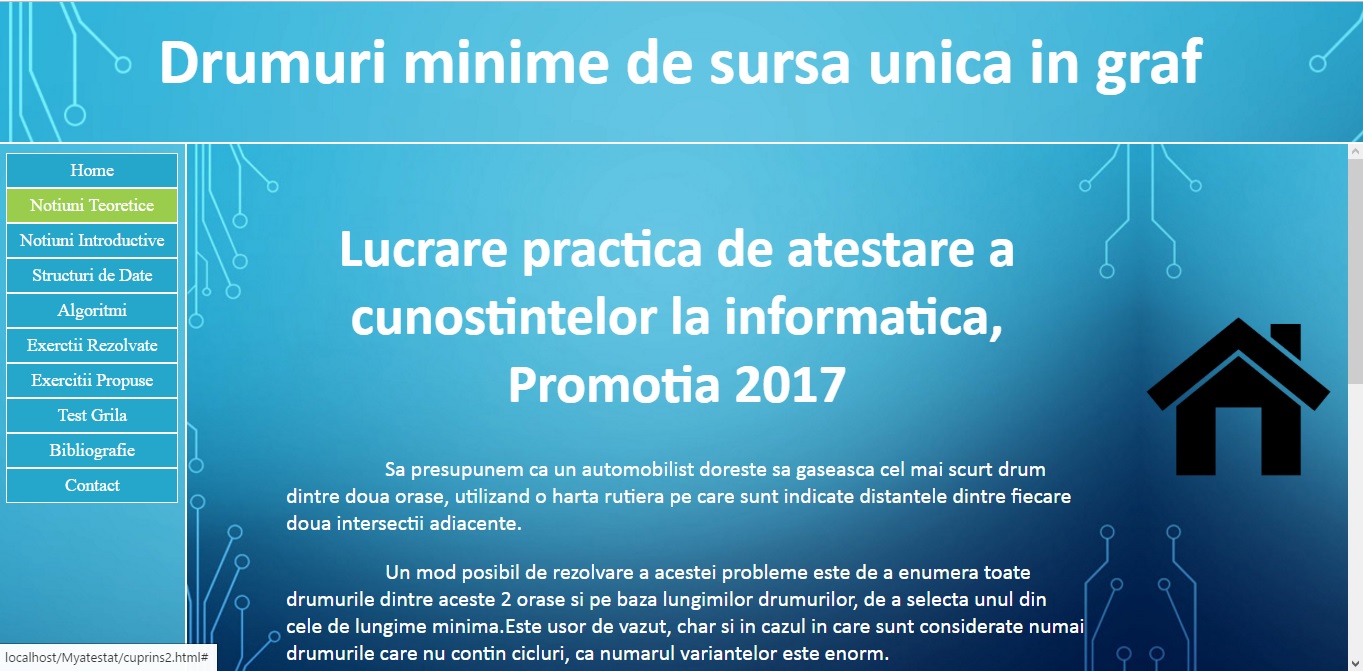 Drumuri minime de sursa unica in graf
Home
Notiuni Teoretice
Notiuni Introductive
Structuri de Date
Algoritmi
Exerctii Rezolvate
Exercitii Propuse
Test Grila
Bibliografie
Contact
Lucrare practica de atestare a
cunostintelor la informatica,
Promotia 2017
Sa presupunem ca un automobilist doreste sa gaseasca cel mai scurt drum
dintre doua orase, utilizand o harta rutiera pe care sunt indicate distantele dintre fiecare
doua intersectii adiacente.
Un mod posibil de rezolvare a acestei probleme este de a enumera toate
drumurile dintre aceste 2 orase si pe baza lungimilor drumurilor, de a selecta unul din
cele de lungime minima.Este usor de vazut, char si in cazul in care sunt considerate numai
drumurile care nu contin cicluri, ca numarul variantelor este enorm.
localhost/Myatestat/cuprins2.html#